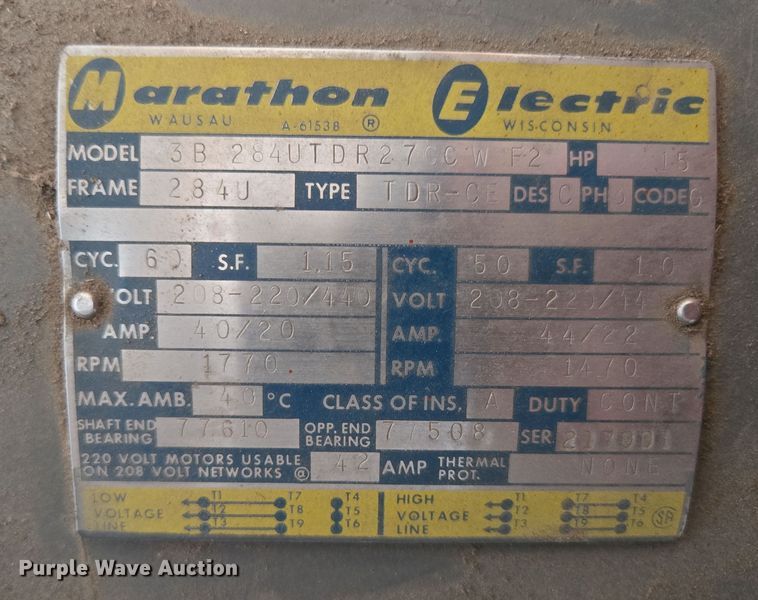 Marathon Electric
WAUSAU A-61538 ® WISCONSIN
MODEL 3B 284UTDR27 W F2 HP 15
FRAME 284U TYPE TDR-CE DES C PH 3 CODE G
CYC. 60 S.F. 1.15 CYC. 50 S.F. 1.0
VOLT 208-220/440 VOLT 208-220/44
AMP. 40/20 AMP. 44/22
RPM 1770 RPM 1470
MAX. AMB. 40 °C CLASS OF INS. A DUTY CONT
SHAFT END BEARING 77610 OPP. END BEARING 77508 SER.
220 VOLT MOTORS USABLE ON 208 VOLT NETWORKS @ 42 AMP THERMAL PROT. NONE
LOW VOLTAGE LINE T1 T7 T4 HIGH VOLTAGE LINE T1 T7 T4
T2 T8 T5 T2 T8 T5
T3 T9 T6 T3 T9 T6
SA
Purple Wave Auction